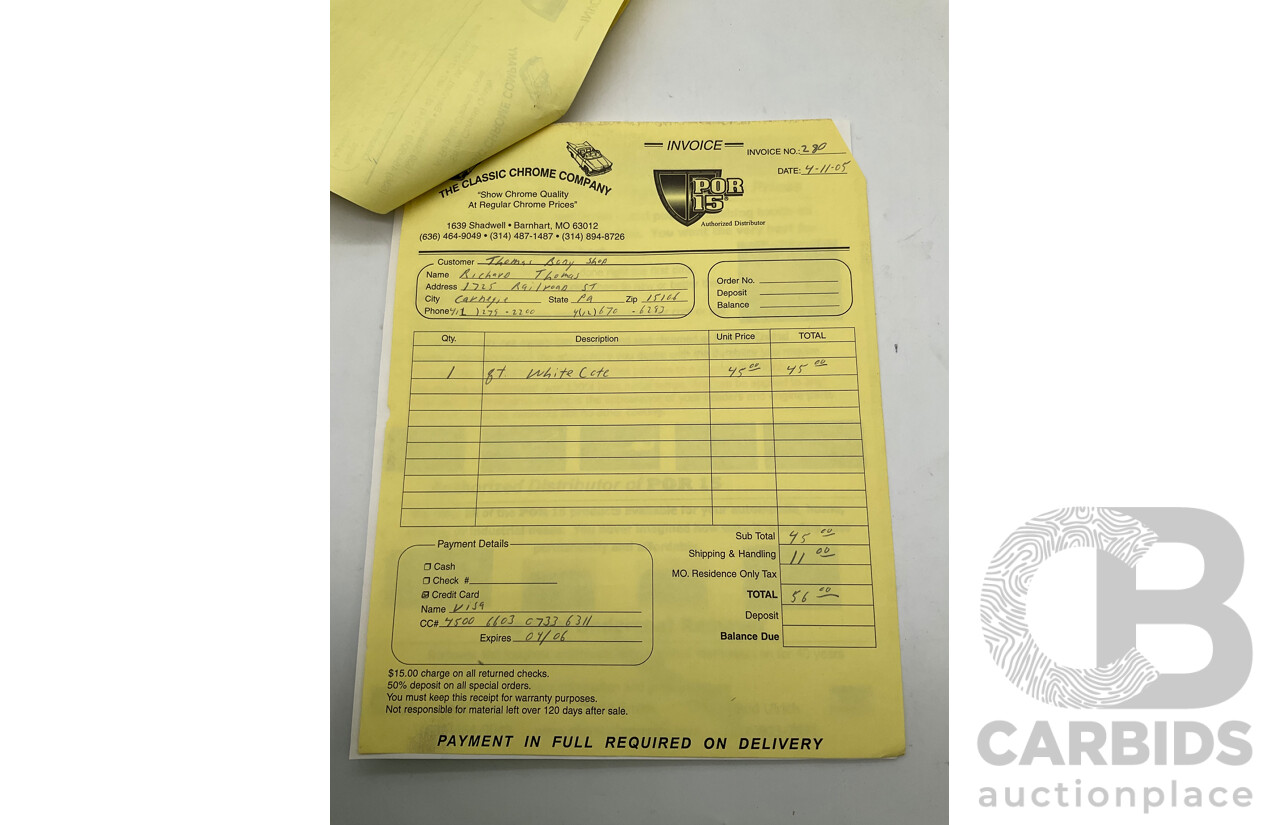 INVOICE
INVOICE NO.: 280
DATE: 4-11-05
THE CLASSIC CHROME COMPANY
"Show Chrome Quality
At Regular Chrome Prices"
1639 Shadwell • Barnhart, MO 63012
(636) 464-9049 • (314) 487-1487 • (314) 894-8726
POR
15
Authorized Distributor
Customer Thomas Body Shop
Name Richard Thomas
Address 1725 Railroad ST
City Carnegie State PA Zip 15106
Phone
Order No.
Deposit
Balance
Qty. Description Unit Price TOTAL
1 White Cote 45 00 45 00
Authorized Distributor of POR 15
Sub Total 45 00
Shipping & Handling 11 00
MO. Residence Only Tax
TOTAL 56 00
Deposit
Balance Due
Payment Details
Cash
Check #
Credit Card
Name Visa
CC#
Expires 04/06
$15.00 charge on all returned checks.
50% deposit on all special orders.
You must keep this receipt for warranty purposes.
Not responsible for material left over 120 days after sale.
PAYMENT IN FULL REQUIRED ON DELIVERY
CB
CARBIDS
auctionplace